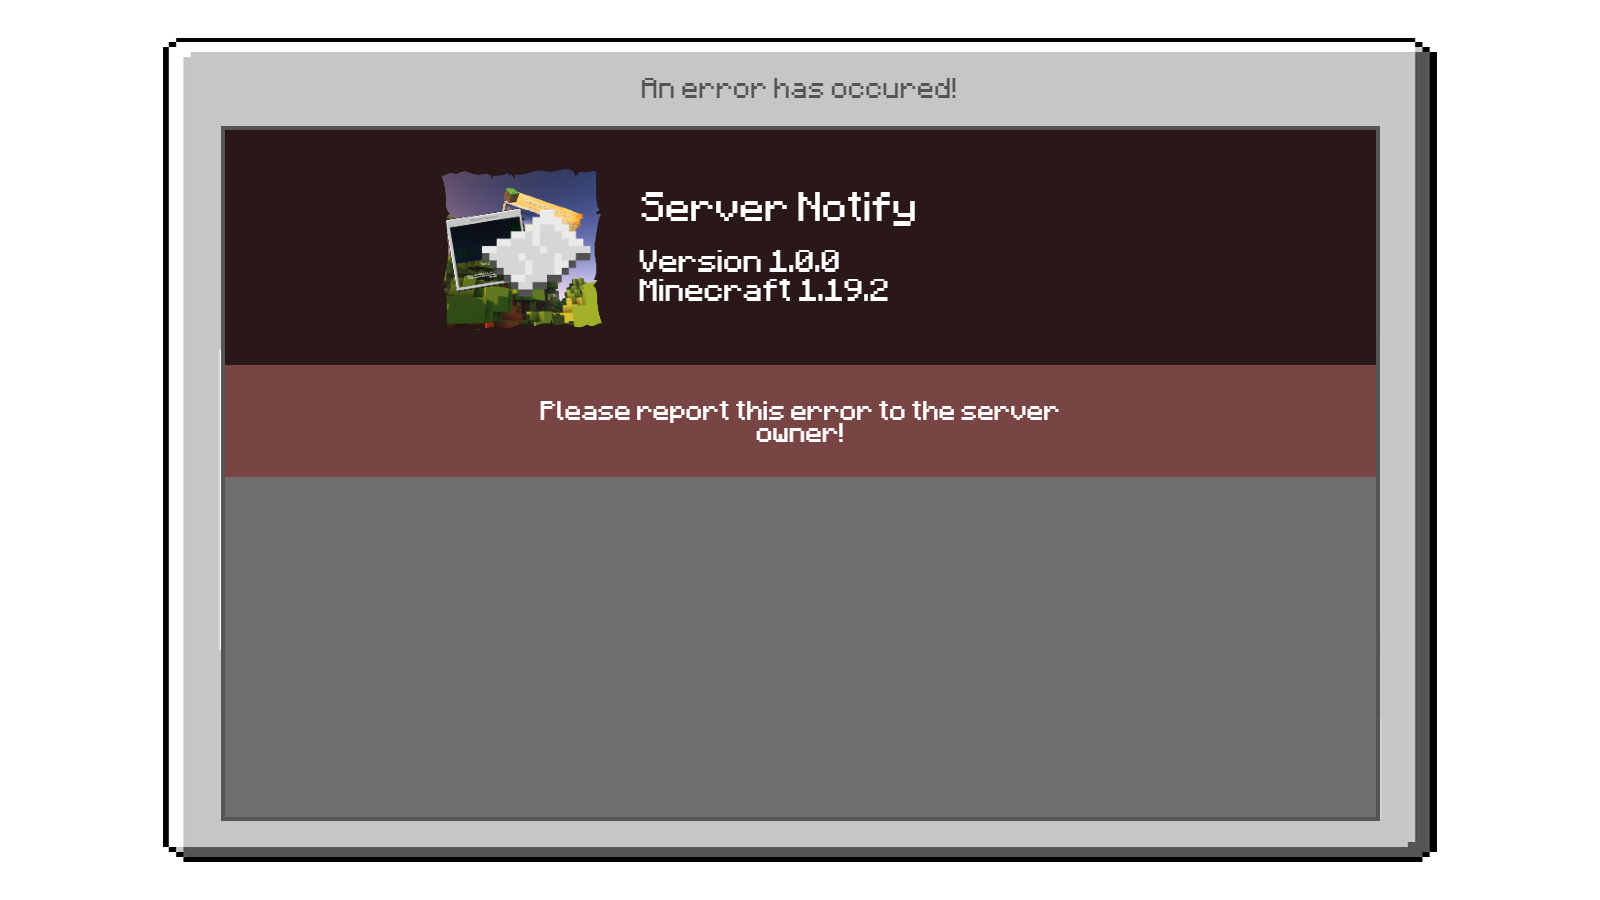 An error has occured!
Server Notify
Version 1.0.0
Minecraft 1.19.2
Please report this error to the server
owner!